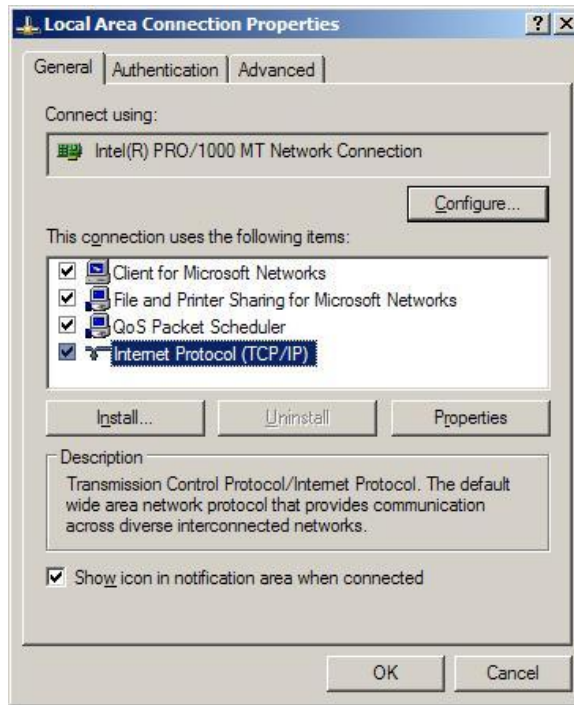 Local Area Connection Properties ? X
General Authentication Advanced
Connect using:
Intel(R) PRO/1000 MT Network Connection
Configure...
This connection uses the following items:
Client for Microsoft Networks
File and Printer Sharing for Microsoft Networks
QoS Packet Scheduler
Internet Protocol (TCP/IP)
Install... Uninstall Properties
Description
Transmission Control Protocol/Internet Protocol. The default
wide area network protocol that provides communication
across diverse interconnected networks.
Show icon in notification area when connected
OK Cancel